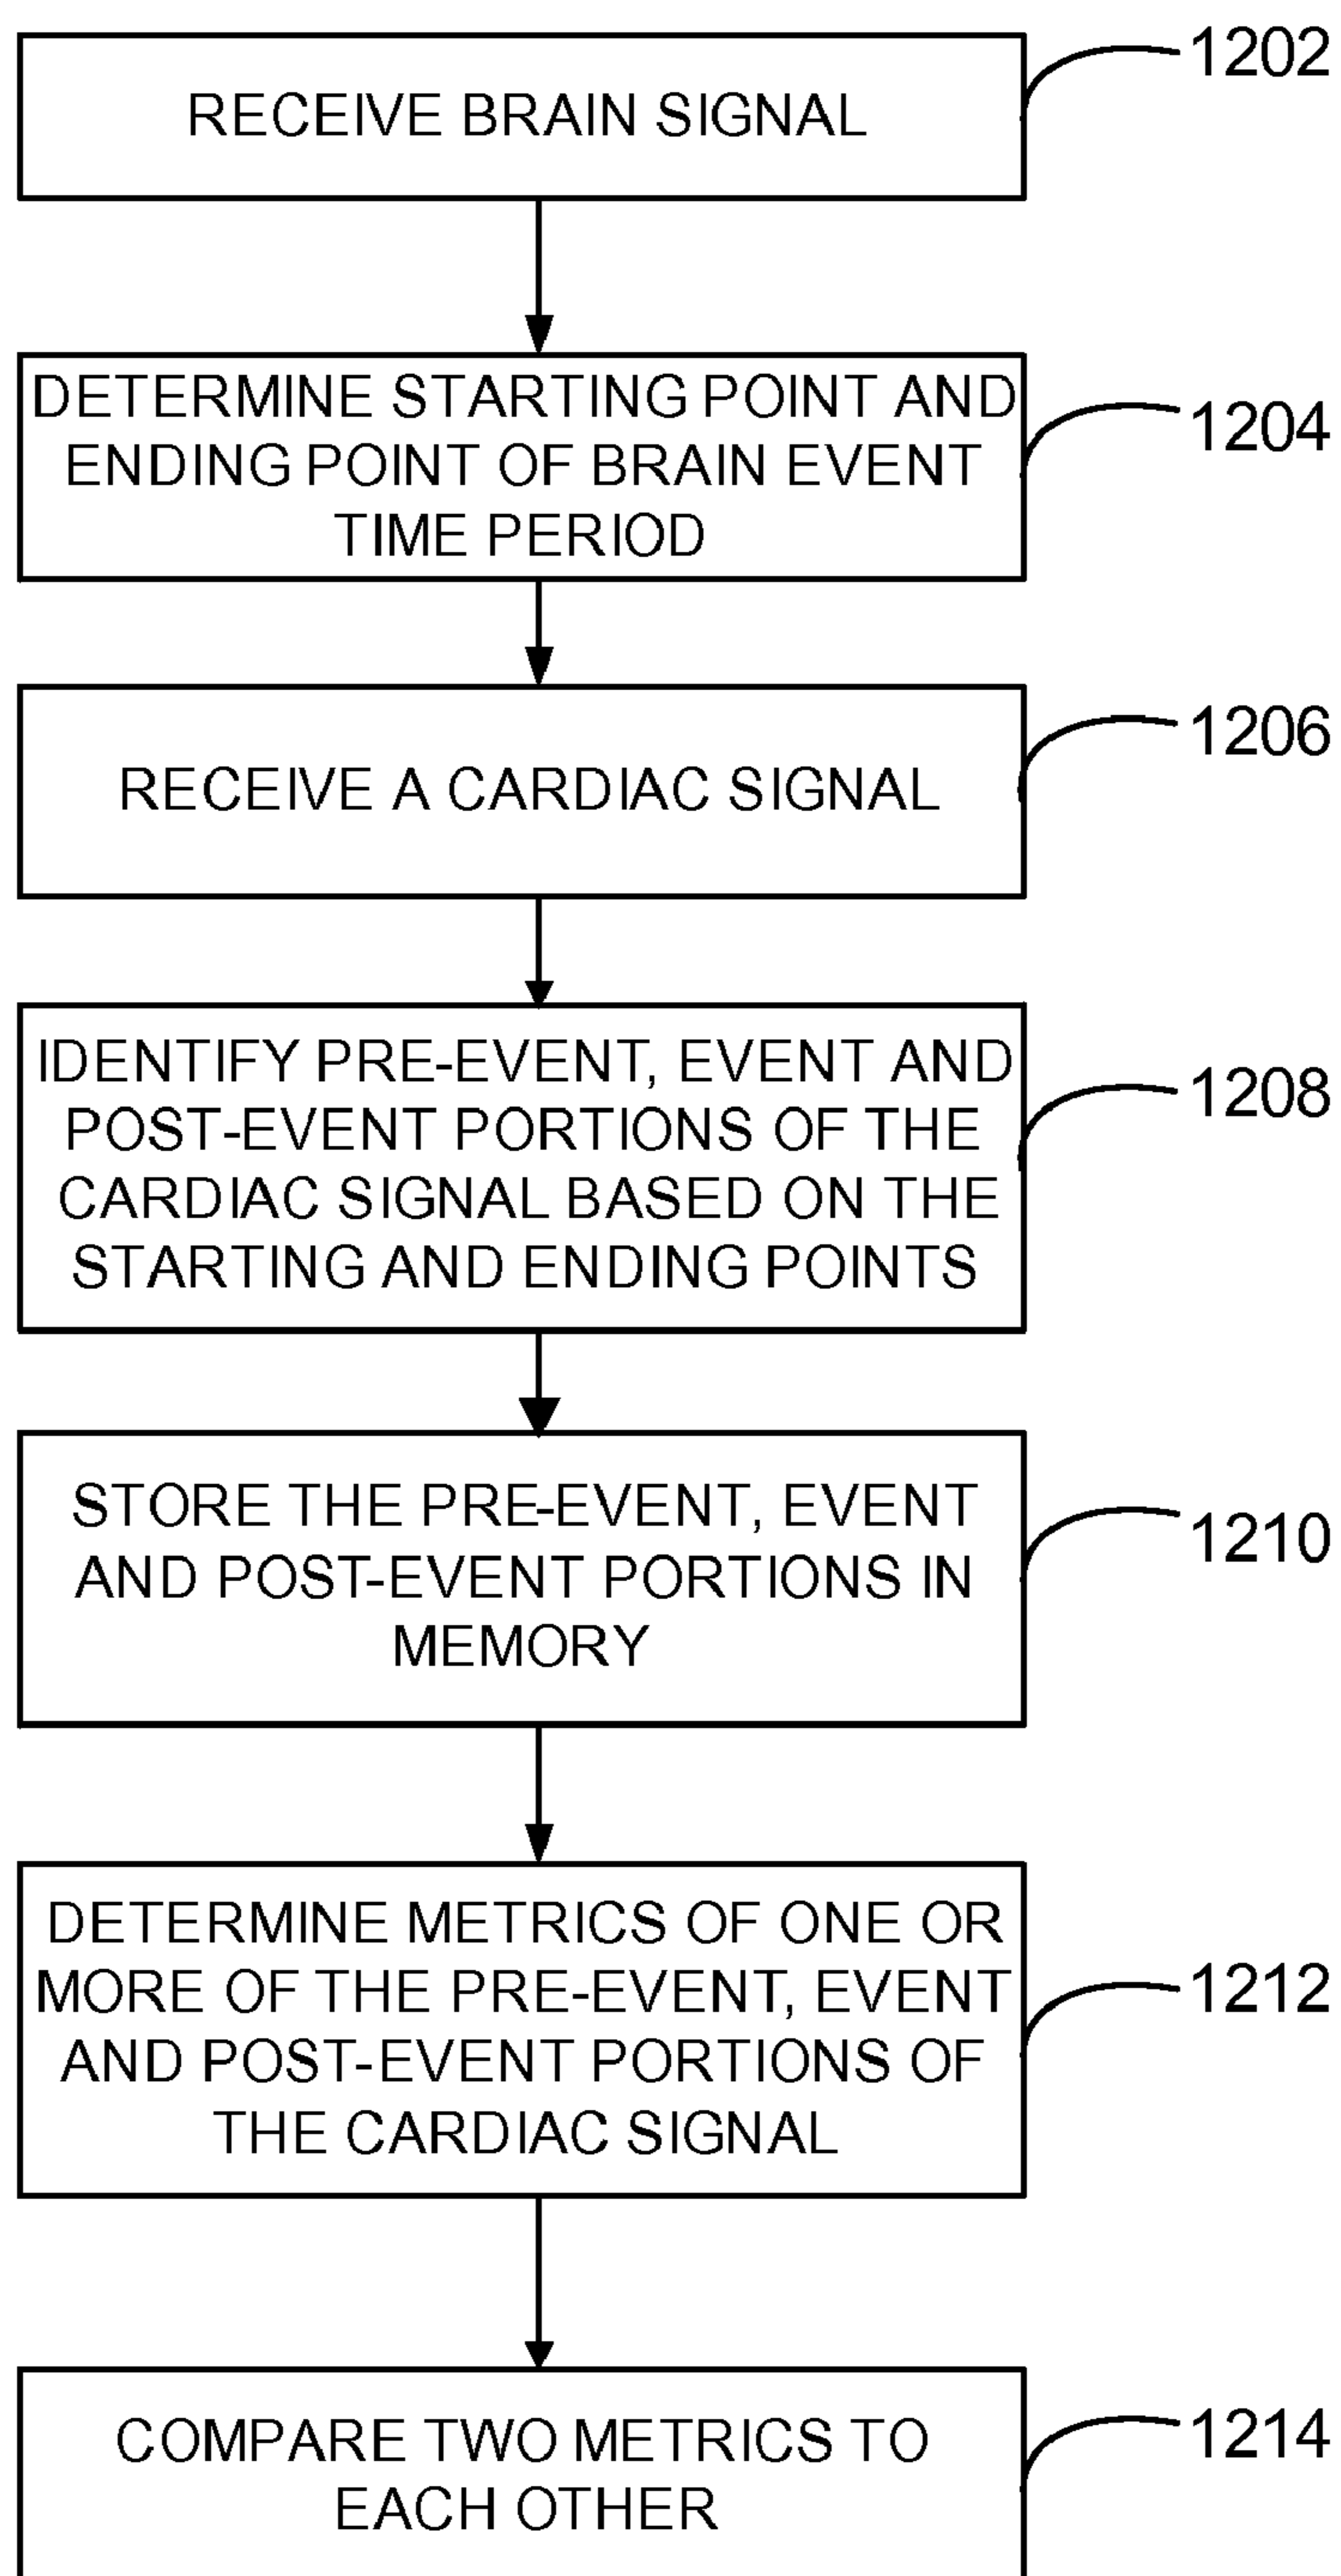 RECEIVE BRAIN SIGNAL
1202
DETERMINE STARTING POINT AND
ENDING POINT OF BRAIN EVENT
TIME PERIOD
1204
RECEIVE A CARDIAC SIGNAL
1206
IDENTIFY PRE-EVENT, EVENT AND
POST-EVENT PORTIONS OF THE
CARDIAC SIGNAL BASED ON THE
STARTING AND ENDING POINTS
1208
STORE THE PRE-EVENT, EVENT
AND POST-EVENT PORTIONS IN
MEMORY
1210
DETERMINE METRICS OF ONE OR
MORE OF THE PRE-EVENT, EVENT
AND POST-EVENT PORTIONS OF
THE CARDIAC SIGNAL
1212
COMPARE TWO METRICS TO
EACH OTHER
1214